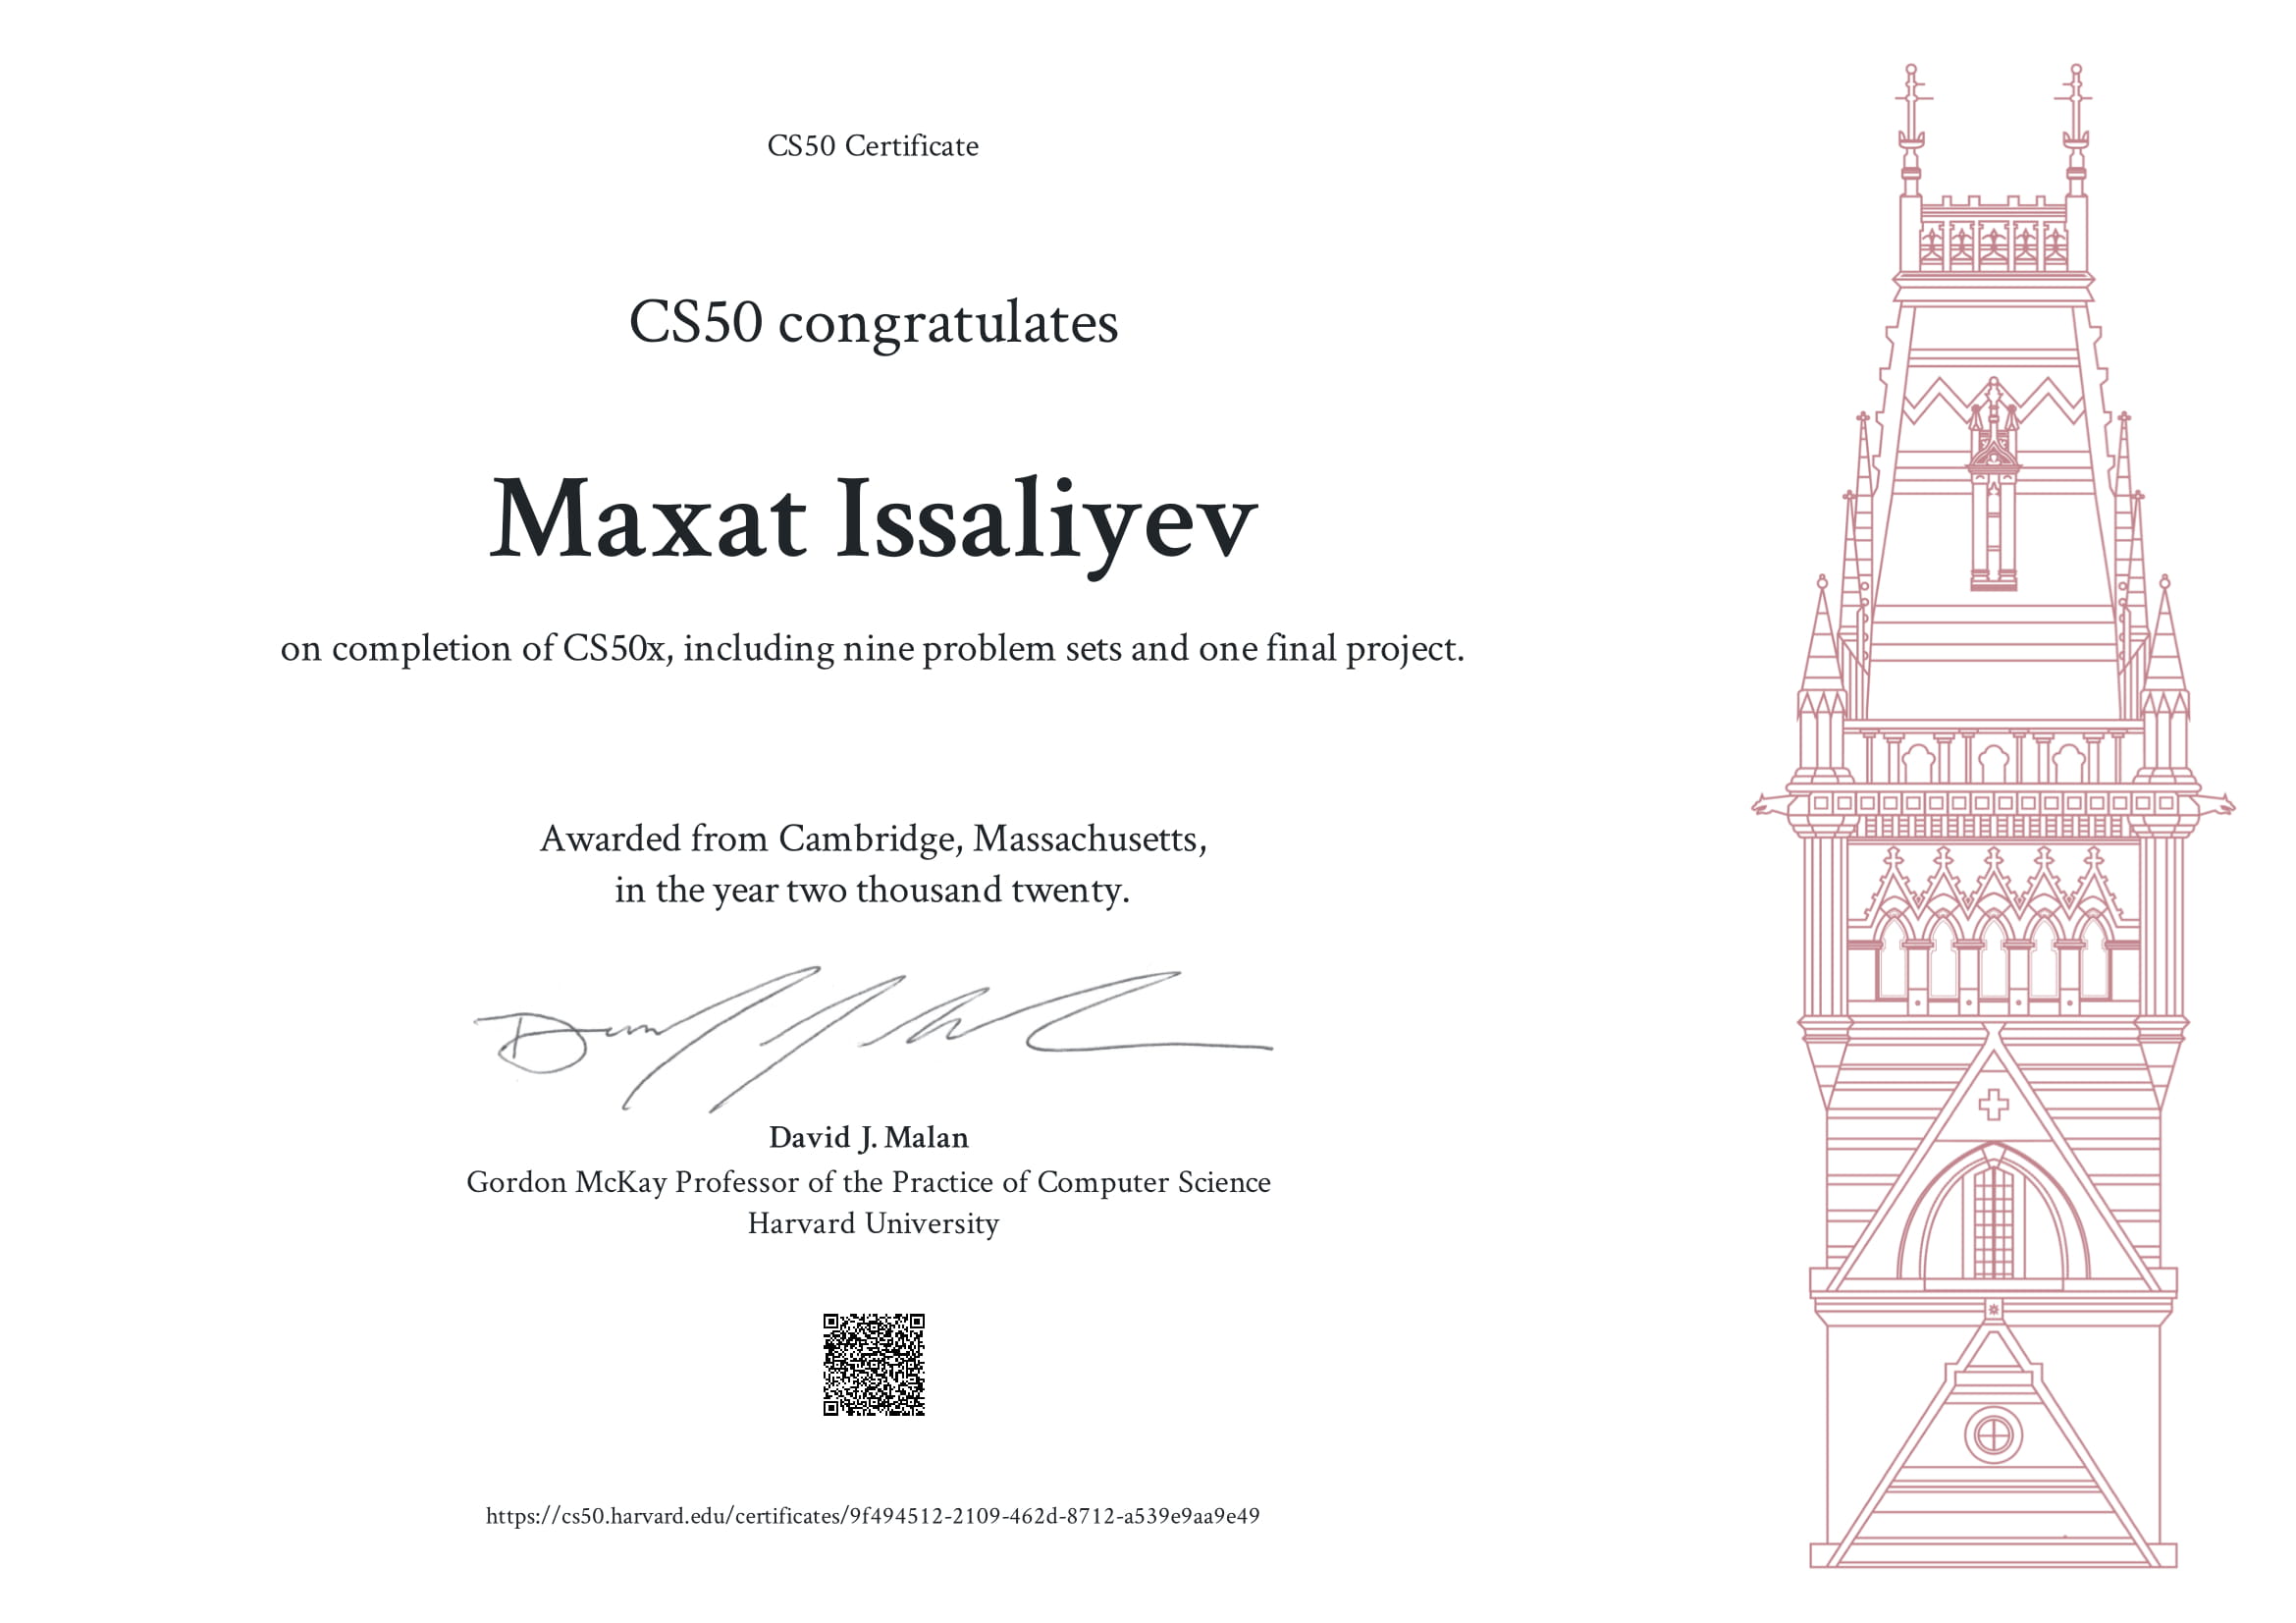 CS50 Certificate
CS50 congratulates
Maxat Issaliyev
on completion of CS50x, including nine problem sets and one final project.
Awarded from Cambridge, Massachusetts,
in the year two thousand twenty.
David J. Malan
Gordon McKay Professor of the Practice of Computer Science
Harvard University
https://cs50.harvard.edu/certificates/9f494512-2109-462d-8712-a539e9aa9e49